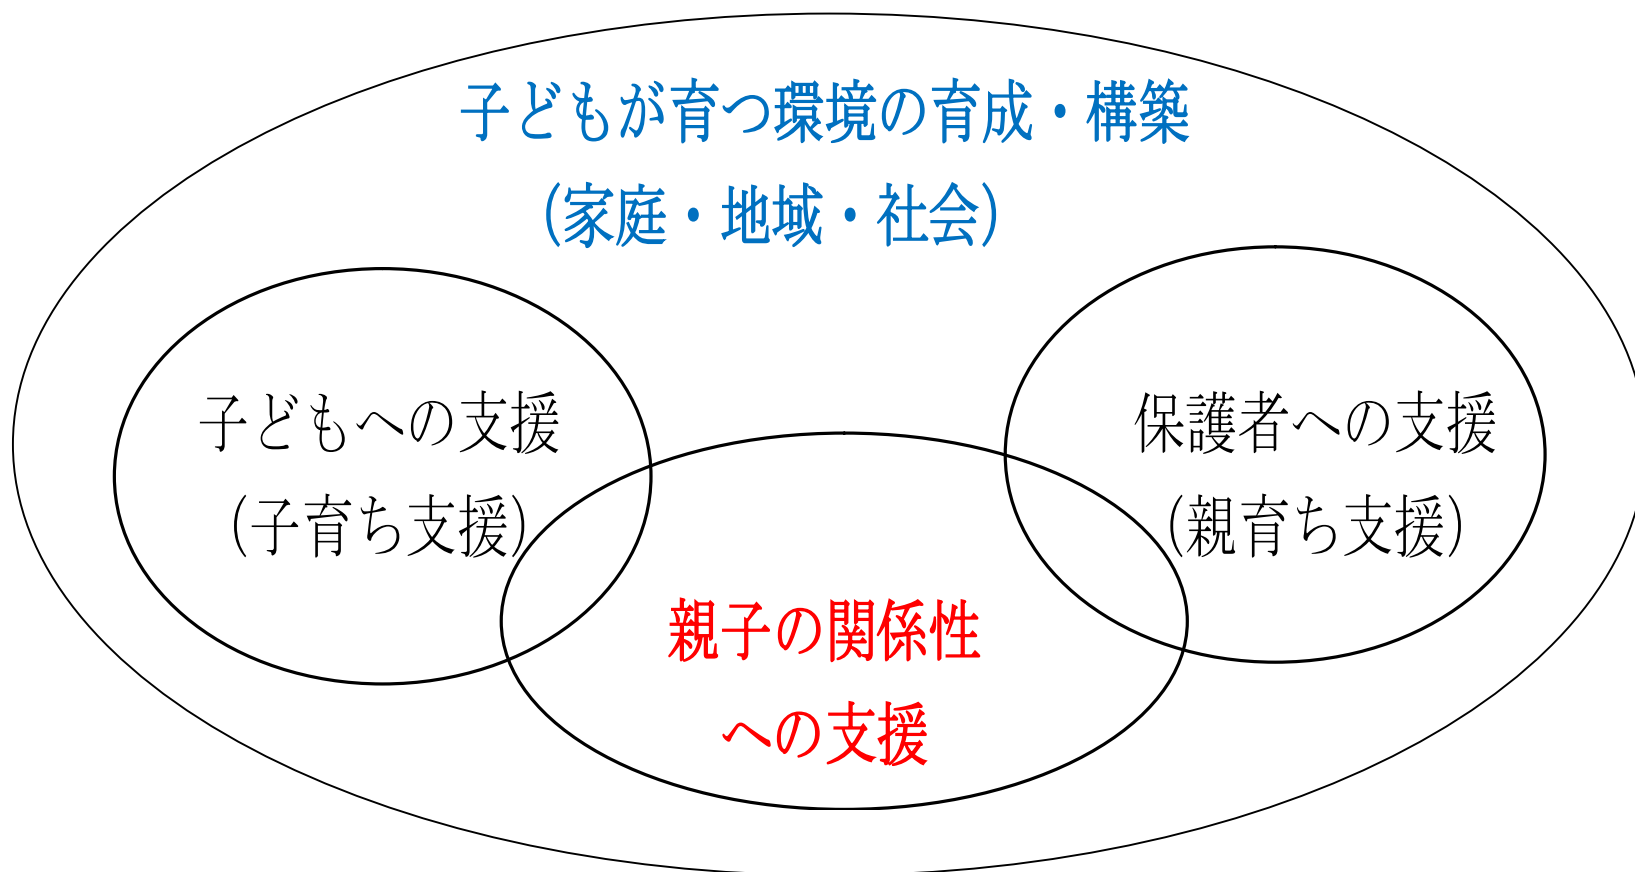 子どもが育つ環境の育成・構築
(家庭・地域・社会)
子どもへの支援
(子育ち支援)
保護者への支援
(親育ち支援)
親子の関係性
への支援